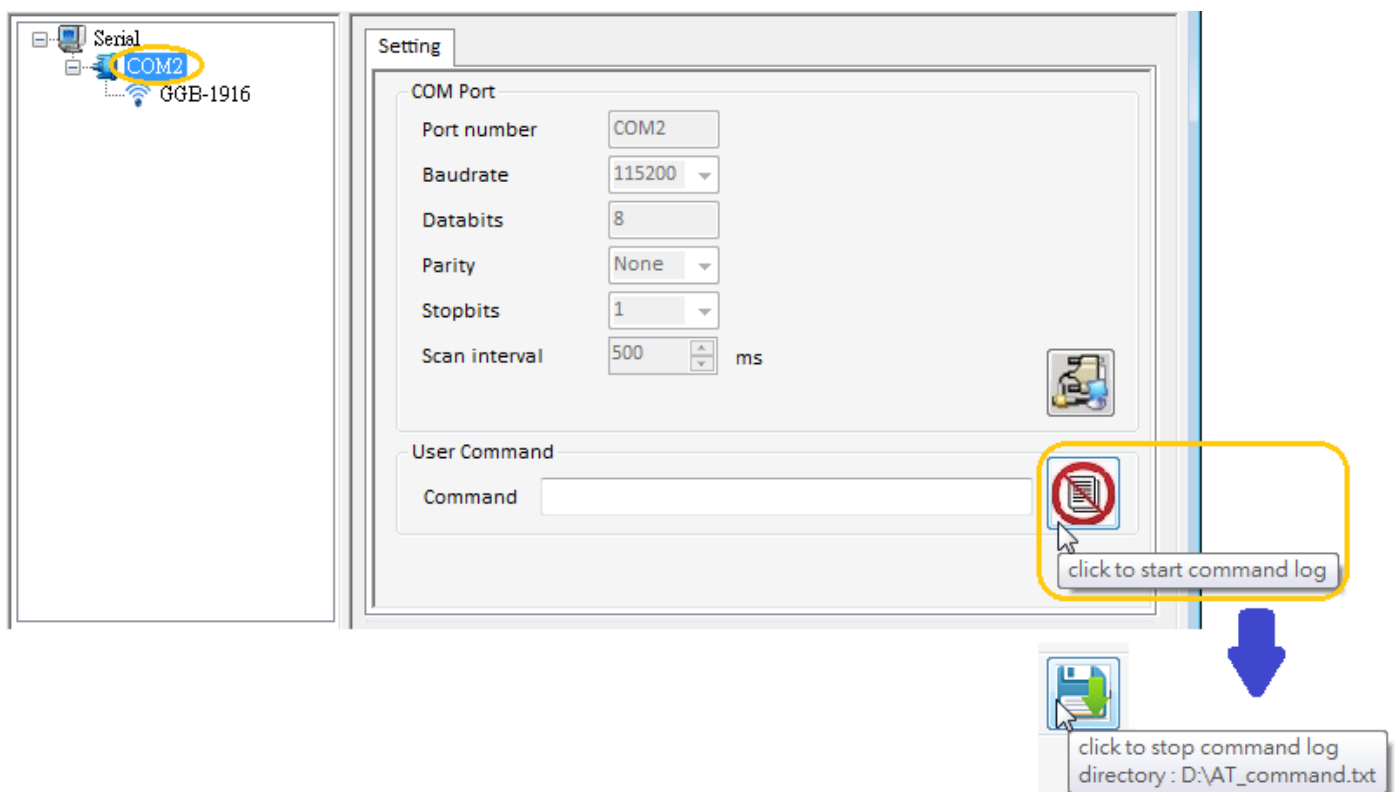 Serial
COM2
GGB-1916
Setting
COM Port
Port number COM2
Baudrate 115200
Databits 8
Parity None
Stopbits 1
Scan interval 500 ms
User Command
Command
click to start command log
click to stop command log
directory : D:\AT_command.txt